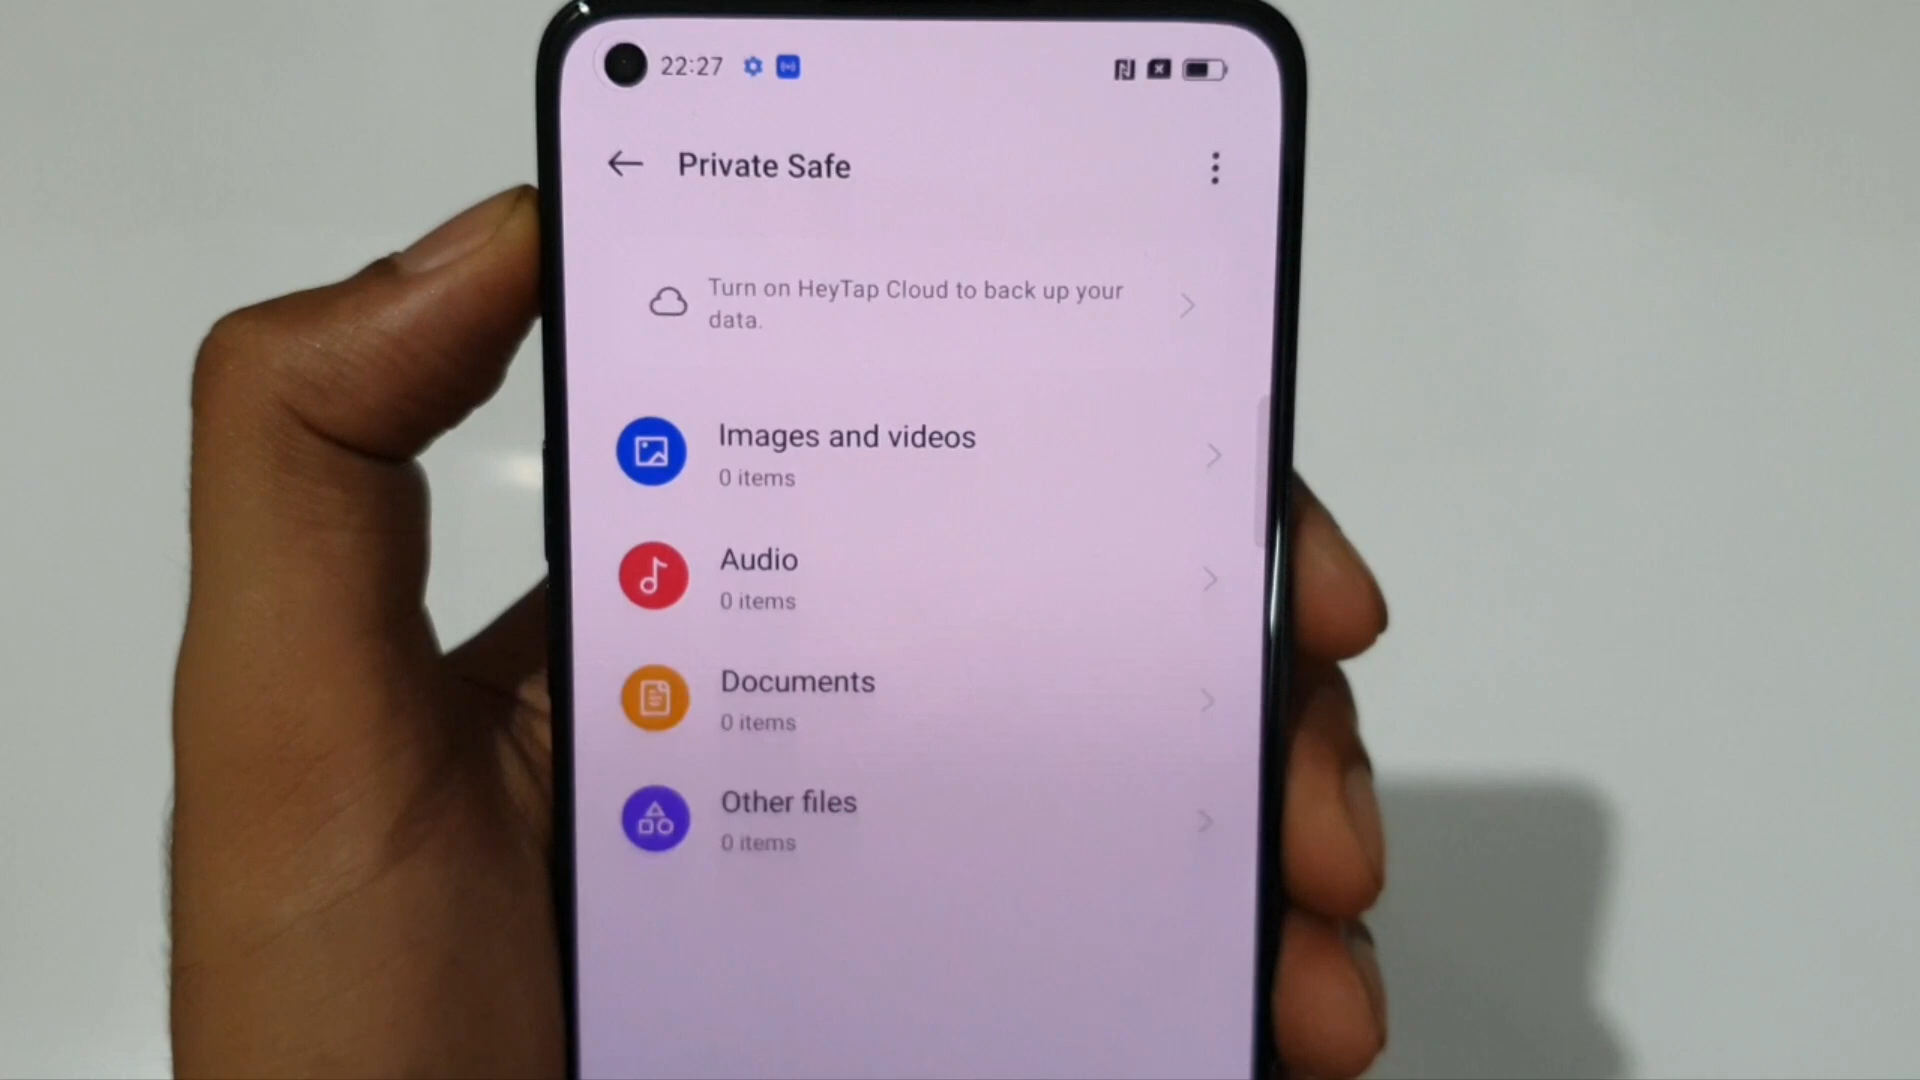 22:27
Private Safe
Turn on HeyTap Cloud to back up your
data.
Images and videos
0 items
Audio
0 items
Documents
0 items
Other files
0 items